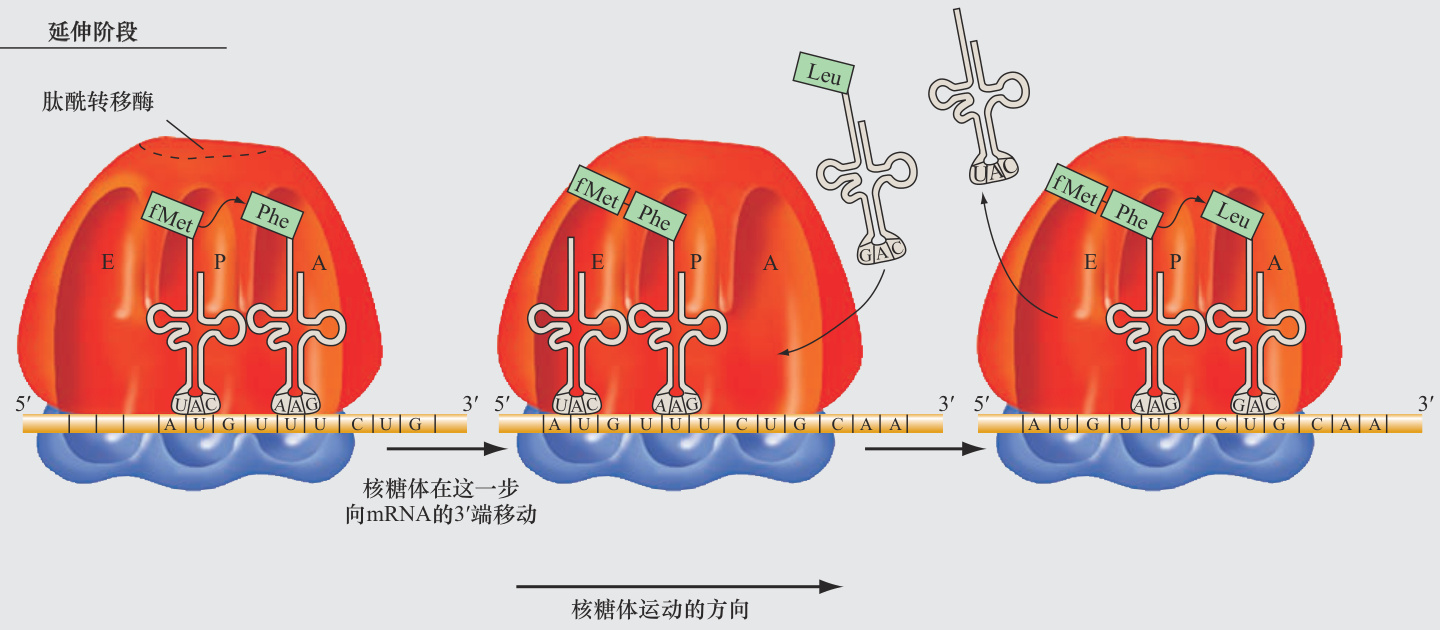 延伸阶段
肽酰转移酶
fMet
Phe
E
P
A
UAC
AAG
5′
3′
A U G U U U C U G
核糖体在这一步
向mRNA的3′端移动
Leu
GAC
fMet
Phe
E
P
A
UAC
AAG
5′
3′
A U G U U U C U G C A A
UAC
fMet
Phe
Leu
E
P
A
AAG
GAC
5′
3′
A U G U U U C U G C A A
核糖体运动的方向